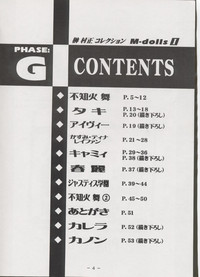 榊 村正 コレクション M-dolls 1
PHASE:
G
CONTENTS
◆ 不知火 舞 P.5~12
◆ タキ P.13~18
P.20 (描き下ろし)
◆ アイヴィー P.19 (描き下ろし)
◆ かすみ・ティナ
レイファン P.21~28
◆ キャミィ P.29~36
P.38 (描き下ろし)
◆ 春麗 P.37 (描き下ろし)
◆ ジャスティス学園 P.39~44
◆ 不知火 舞② P.45~50
◆ あとがき P.51
◆ カレラ P.52 (描き下ろし)
◆ カノン P.53 (描き下ろし)
- 4 -